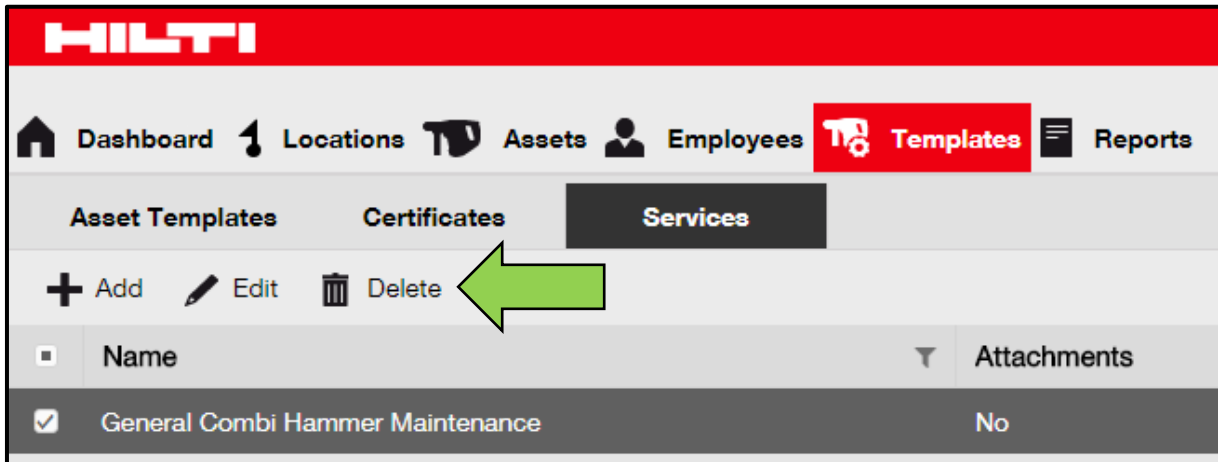 HILTI
Dashboard Locations Assets Employees Templates Reports
Asset Templates Certificates Services
Add Edit Delete
Name Attachments
General Combi Hammer Maintenance No